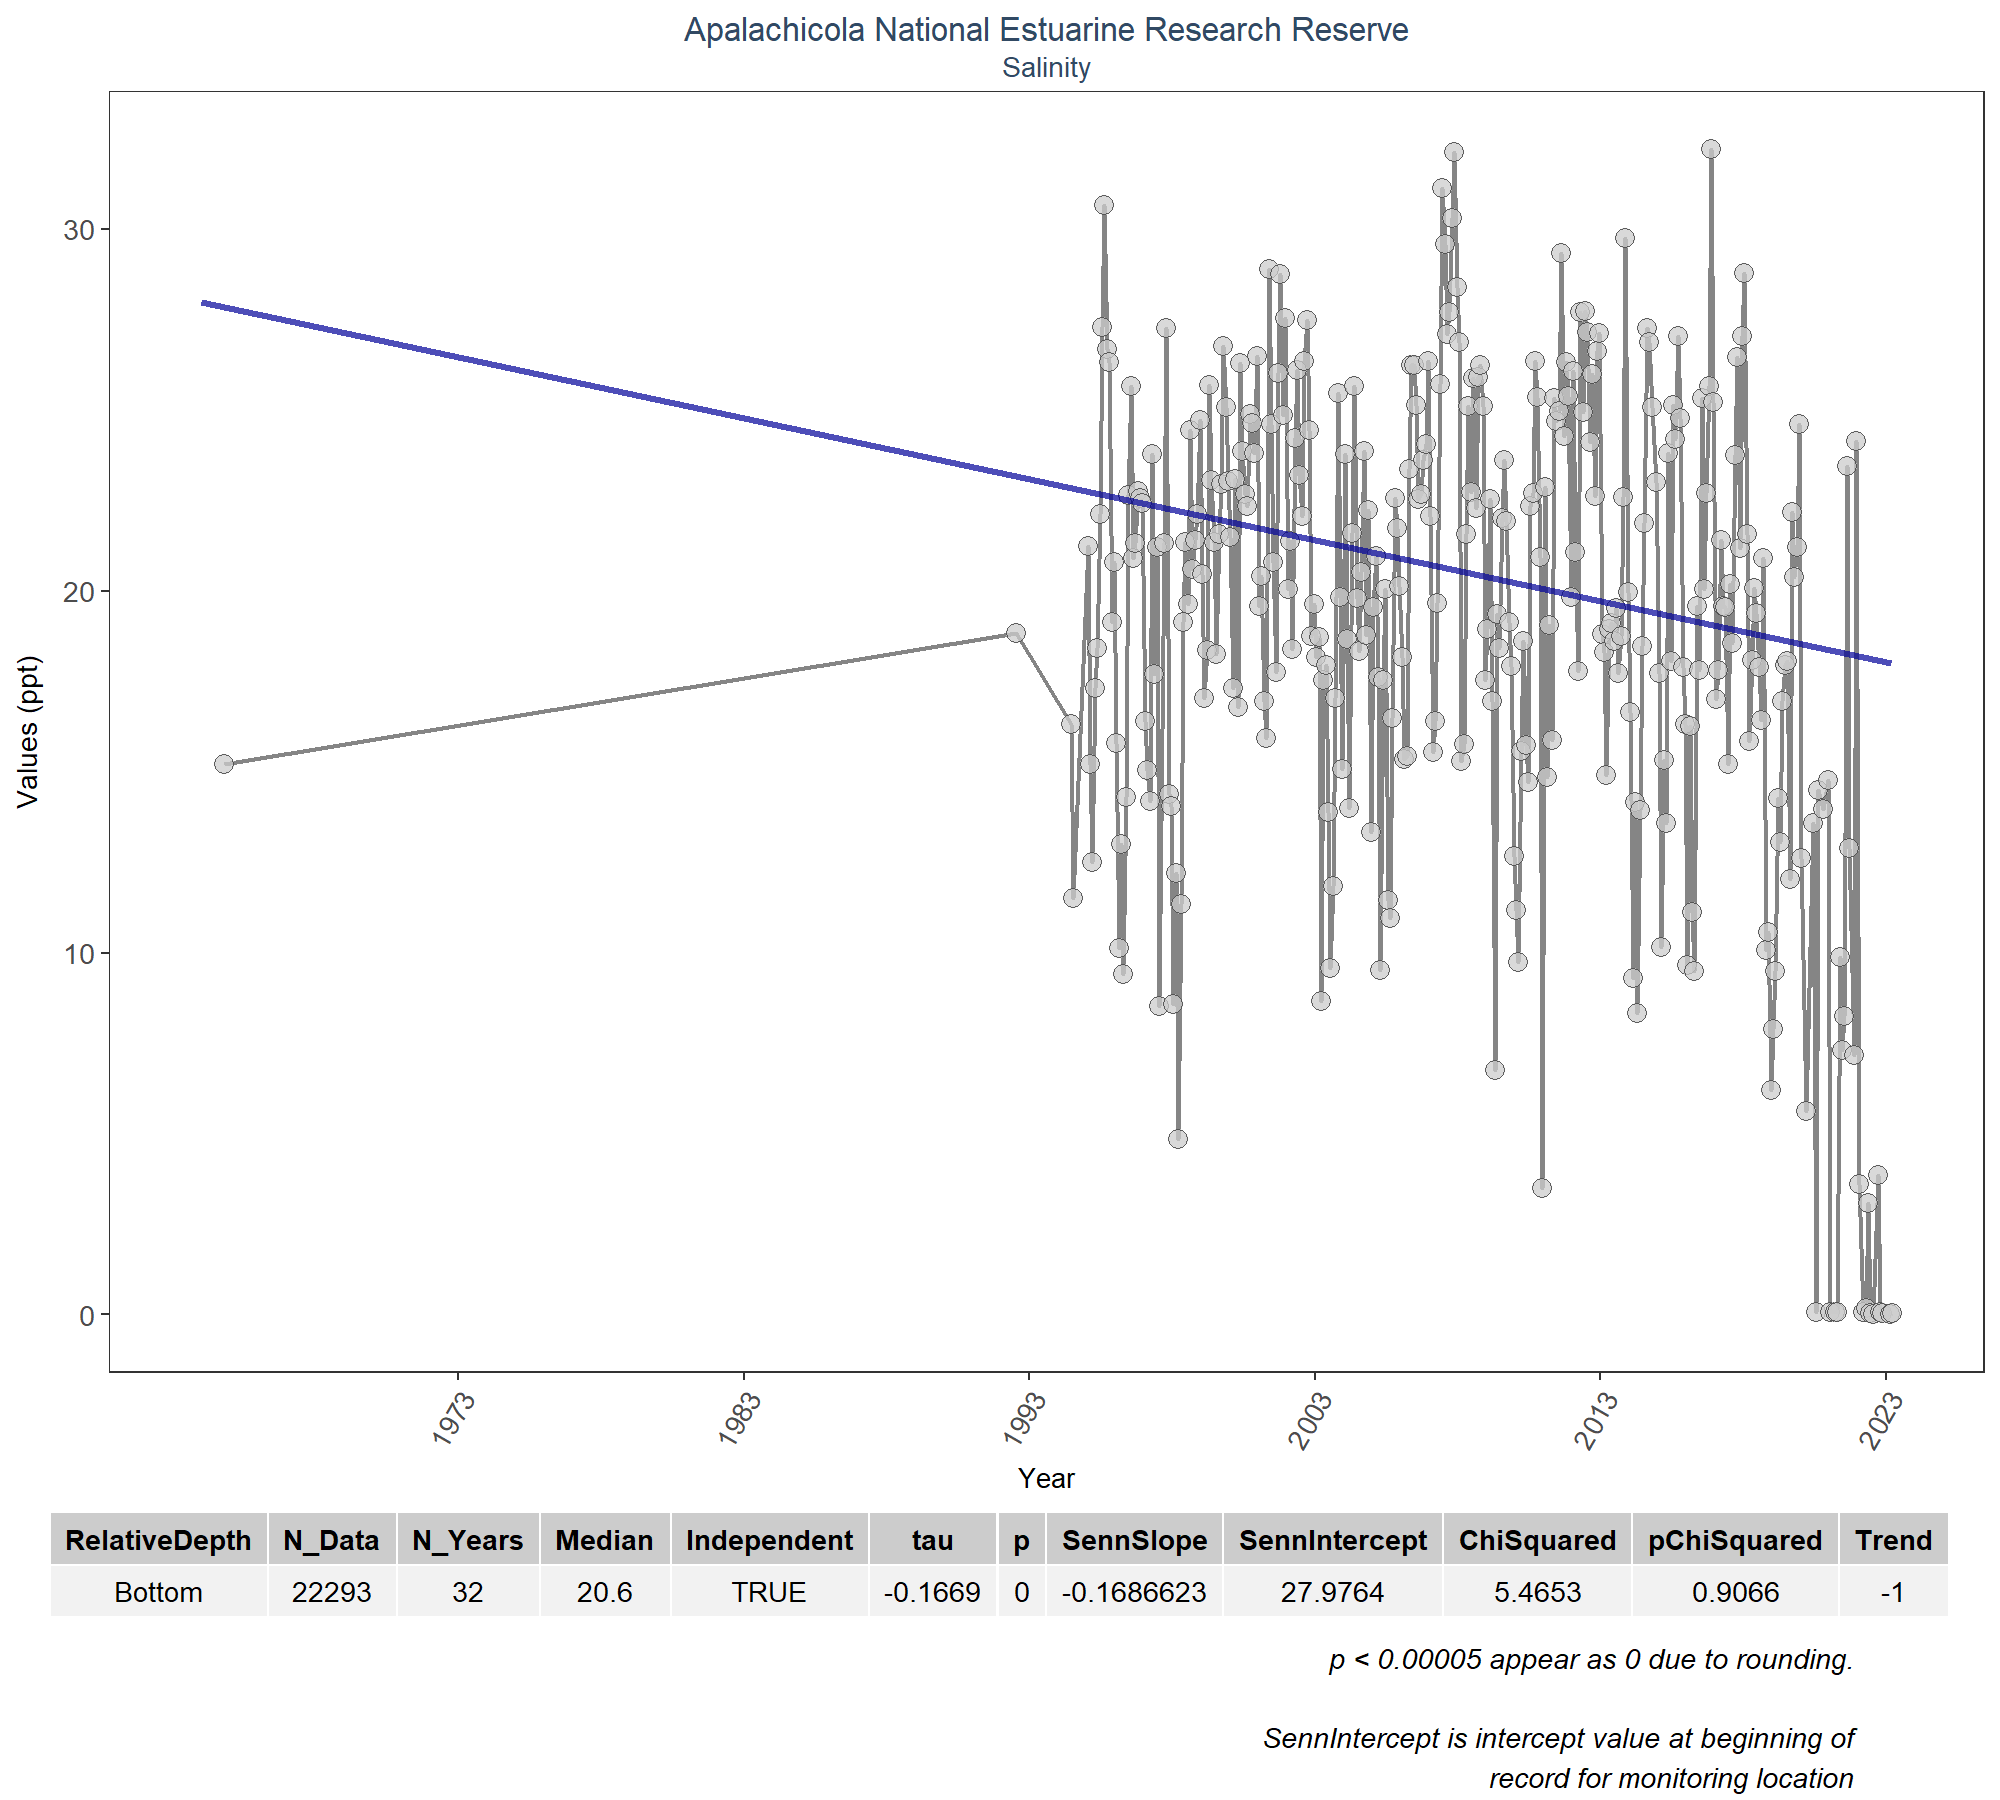 Apalachicola National Estuarine Research Reserve
Salinity
Values (ppt)
30
20
10
0
1973
1983
1993
2003
2013
2023
Year
RelativeDepth N_Data N_Years Median Independent tau p SennSlope SennIntercept ChiSquared pChiSquared Trend
Bottom 22293 32 20.6 TRUE -0.1669 0 -0.1686623 27.9764 5.4653 0.9066 -1
p < 0.00005 appear as 0 due to rounding.
SennIntercept is intercept value at beginning of
record for monitoring location